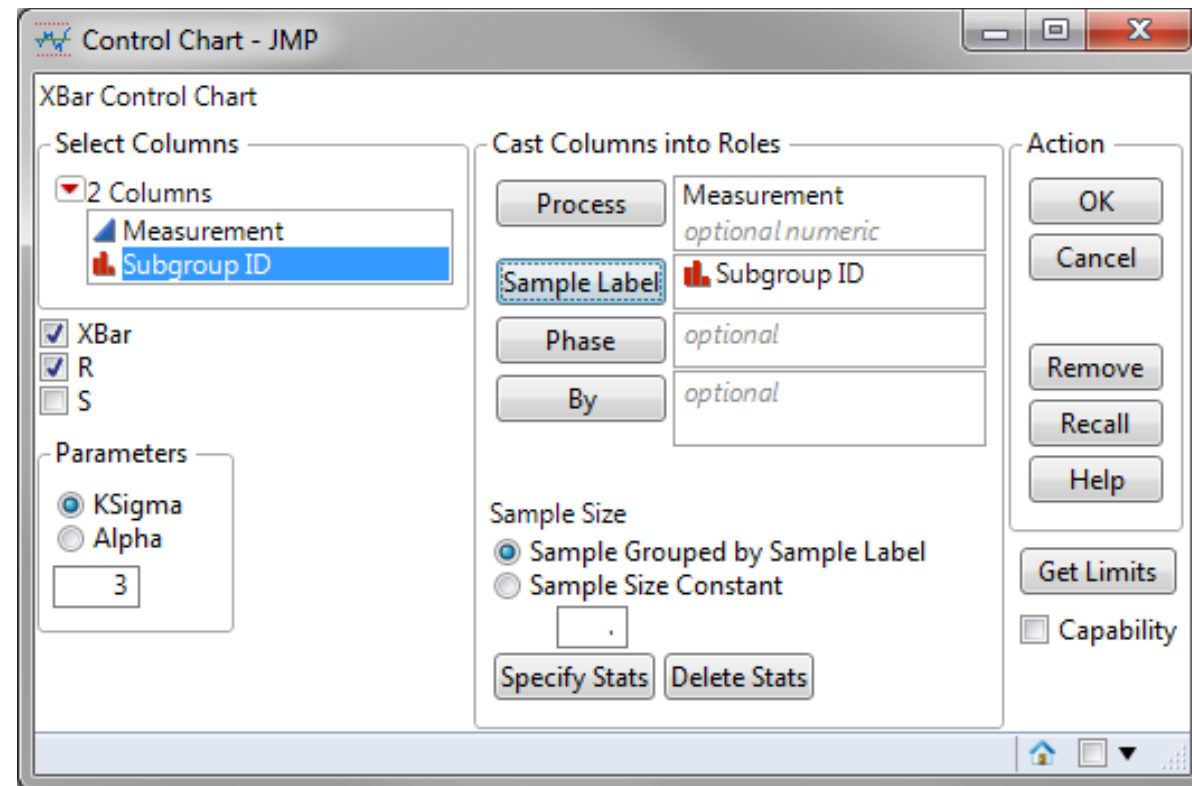 Control Chart - JMP
XBar Control Chart
Select Columns
2 Columns
Measurement
Subgroup ID
XBar
R
S
Parameters
KSigma
Alpha
3
Cast Columns into Roles
Process
Measurement
optional numeric
Sample Label
Subgroup ID
Phase
optional
By
optional
Sample Size
Sample Grouped by Sample Label
Sample Size Constant
.
Specify Stats
Delete Stats
Action
OK
Cancel
Remove
Recall
Help
Get Limits
Capability